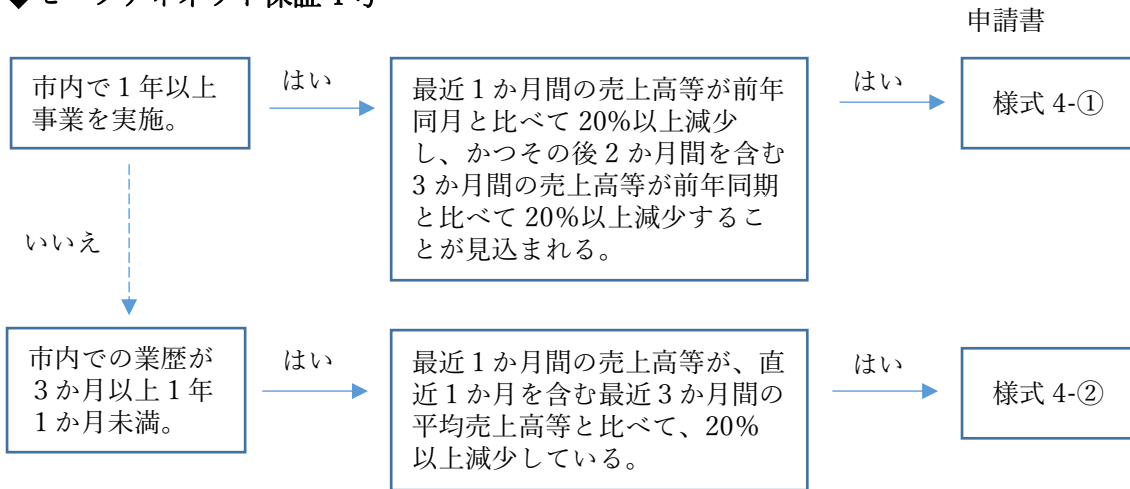 申請書
市内で１年以上
事業を実施。
はい
最近１か月間の売上高等が前年
同月と比べて 20%以上減少
し、かつその後２か月間を含む
３か月間の売上高等が前年同期
と比べて 20%以上減少するこ
とが見込まれる。
はい
様式 4-①
いいえ
市内での業歴が
３か月以上１年
１か月未満。
はい
最近１か月間の売上高等が、直
近１か月を含む最近３か月間の
平均売上高等と比べて、20%
以上減少している。
はい
様式 4-②